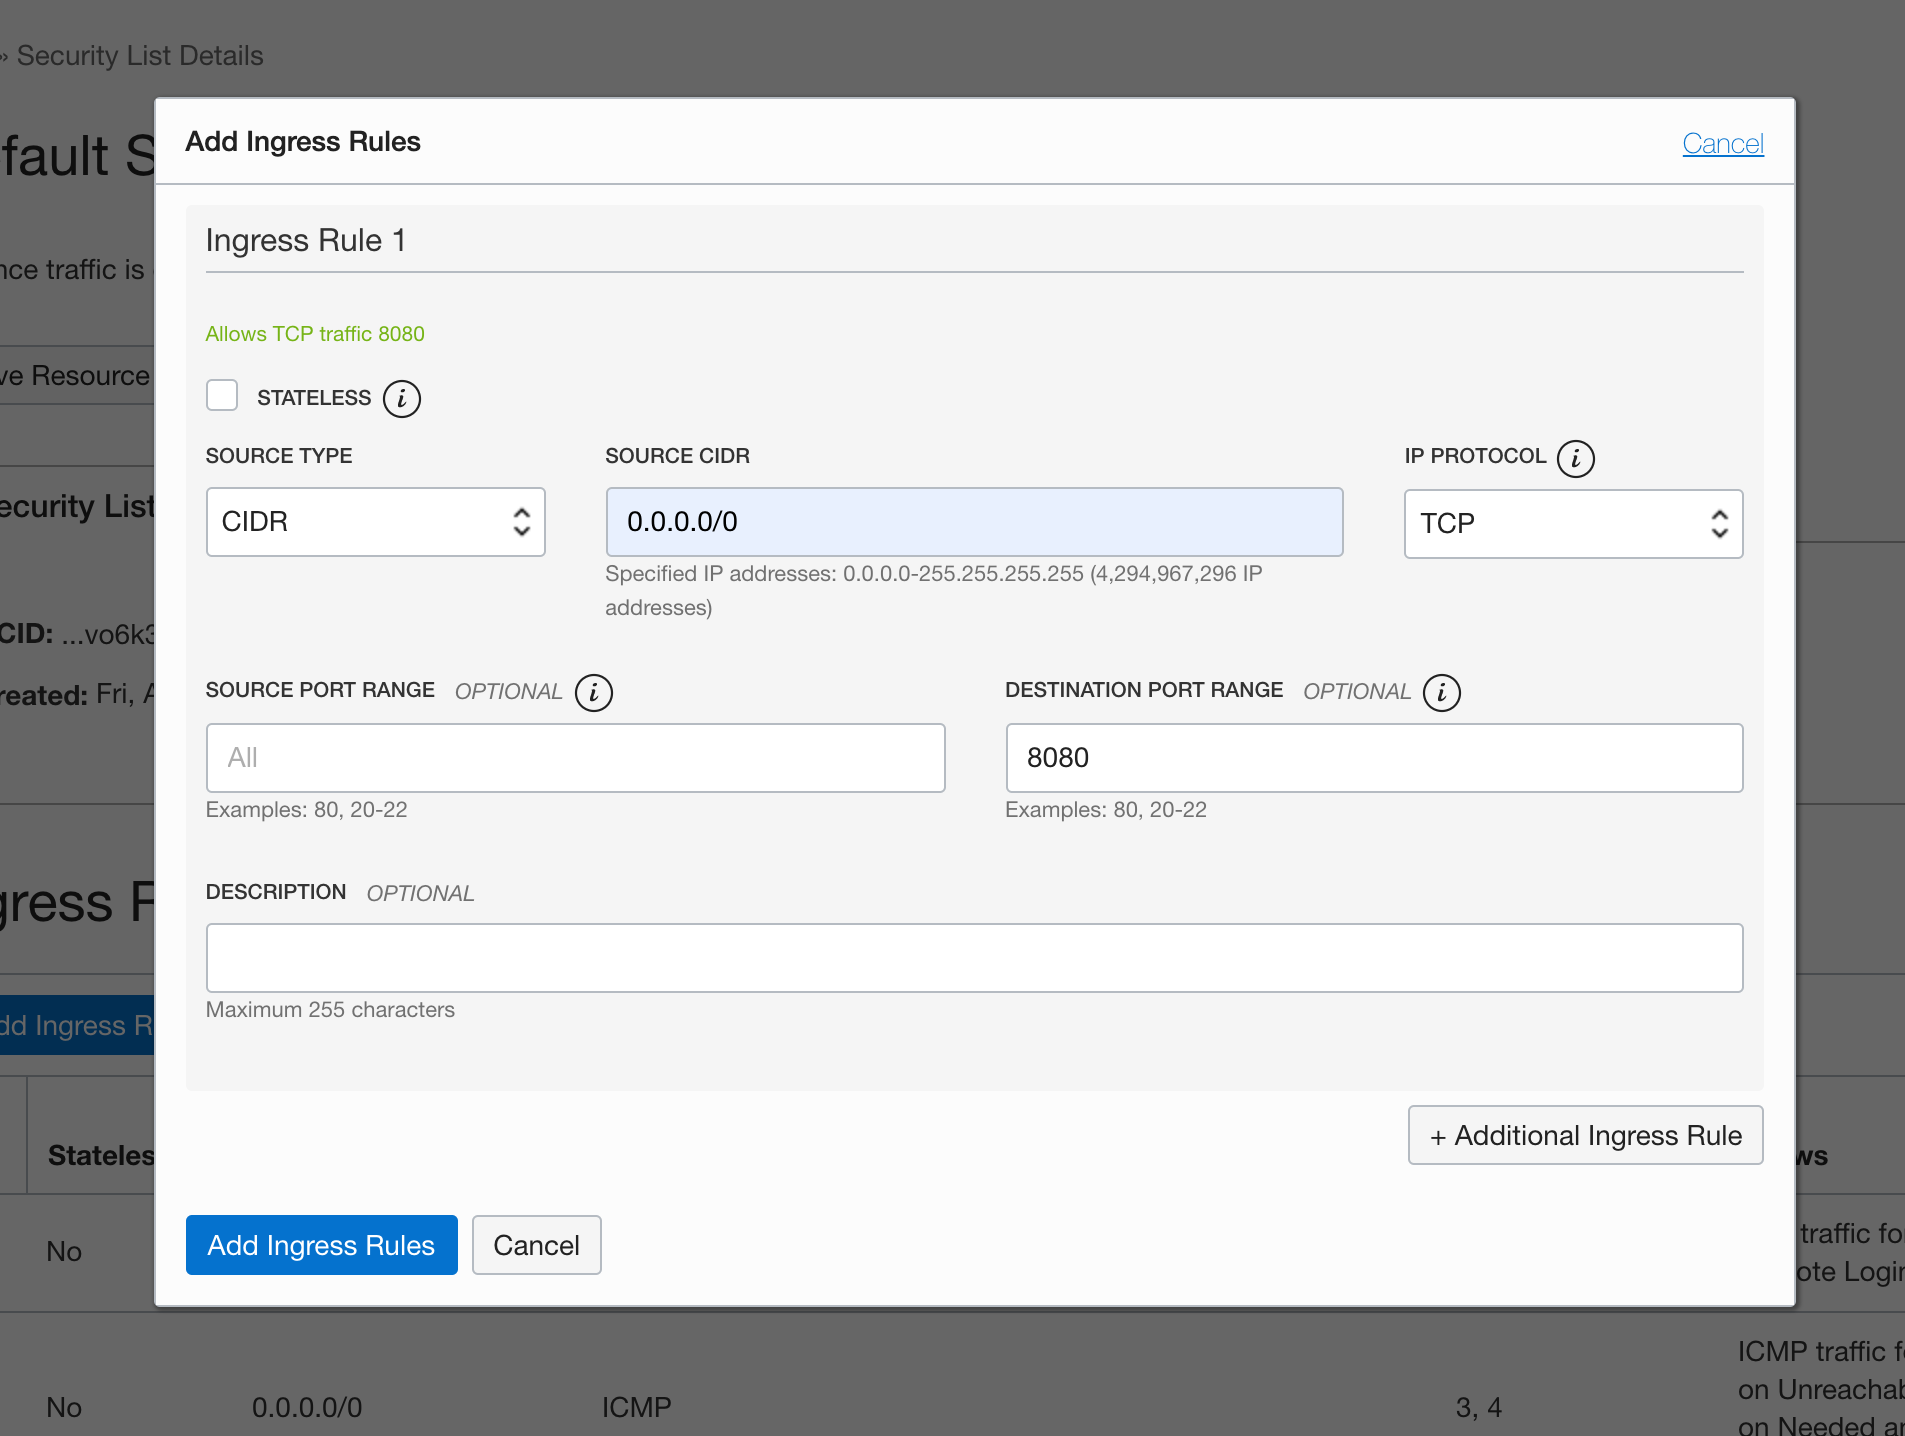 » Security List Details
fault S
Add Ingress Rules
Cancel
Ingress Rule 1
nce traffic is
Allows TCP traffic 8080
ve Resource
STATELESS i
SOURCE TYPE
SOURCE CIDR
IP PROTOCOL i
ecurity List
CIDR
0.0.0.0/0
TCP
Specified IP addresses: 0.0.0.0-255.255.255.255 (4,294,967,296 IP
addresses)
CID: ...vo6k3
reated: Fri, A
SOURCE PORT RANGE OPTIONAL i
DESTINATION PORT RANGE OPTIONAL i
All
8080
Examples: 80, 20-22
Examples: 80, 20-22
DESCRIPTION OPTIONAL
gress R
Maximum 255 characters
dd Ingress R
+ Additional Ingress Rule
Stateles
ws
Add Ingress Rules
Cancel
No
traffic fo
ote Login
No
0.0.0.0/0
ICMP
3, 4
ICMP traffic f
on Unreachab
on Needed an